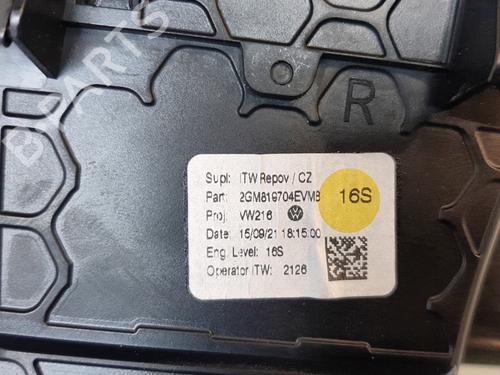 BPARTS
R
Supl: ITW Repov / CZ
Part: 2GM819704EVMB
Proj: VW216
Date: 15/09/21 18:15:00
Eng. Level: 16S
Operator ITW: 2126
16S